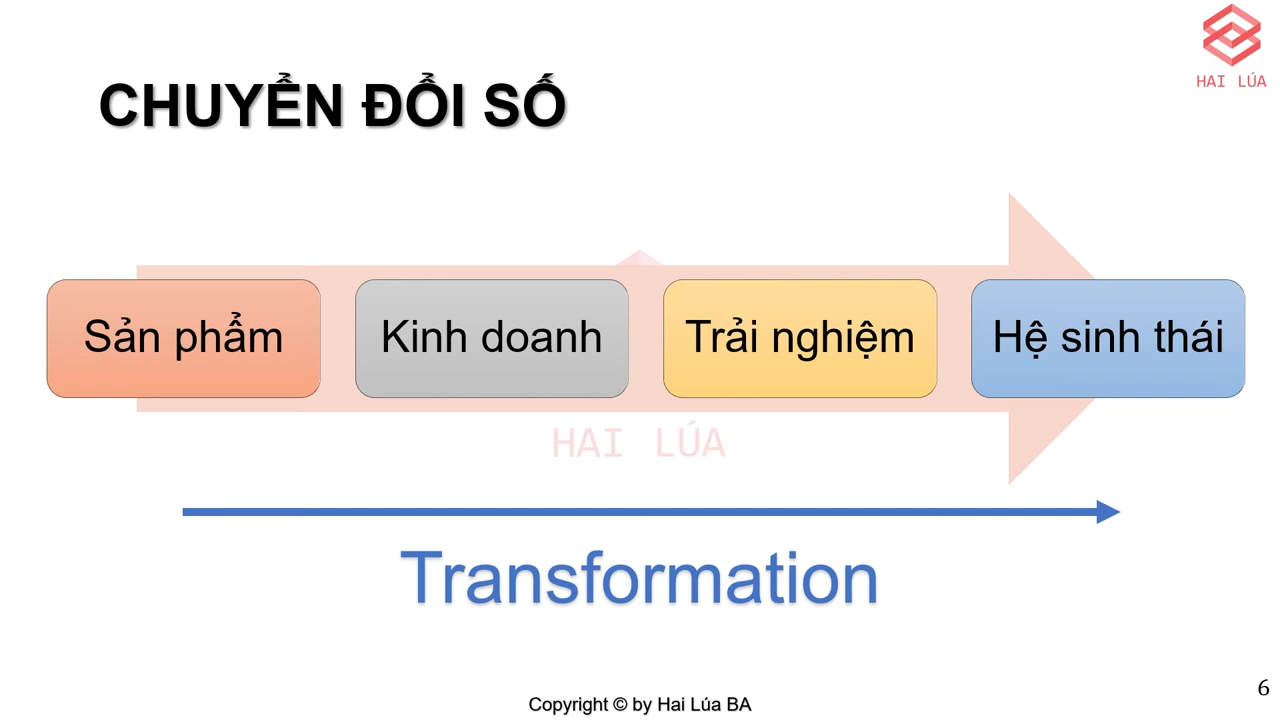 HAI LÚA
CHUYỂN ĐỔI SỐ
Sản phẩm
Kinh doanh
Trải nghiệm
Hệ sinh thái
HAI LÚA
Transformation
Copyright © by Hai Lúa BA
6